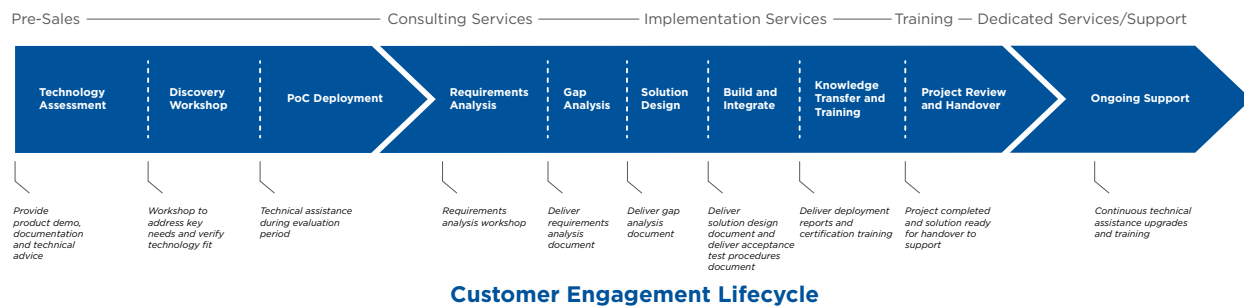 Pre-Sales
Consulting Services
Implementation Services
Training
Dedicated Services/Support
Technology
Assessment
Discovery
Workshop
PoC Deployment
Requirements
Analysis
Gap
Analysis
Solution
Design
Build and
Integrate
Knowledge
Transfer and
Training
Project Review
and Handover
Ongoing Support
Provide
product demo,
documentation
and technical
advice
Workshop to
address key
needs and verify
technology fit
Technical assistance
during evaluation
period
Requirements
analysis workshop
Deliver
requirements
analysis
document
Deliver gap
analysis
document
Deliver
solution design
document and
deliver acceptance
test procedures
document
Deliver deployment
reports and
certification training
Project completed
and solution ready
for handover to
support
Continuous technical
assistance upgrades
and training
Customer Engagement Lifecycle